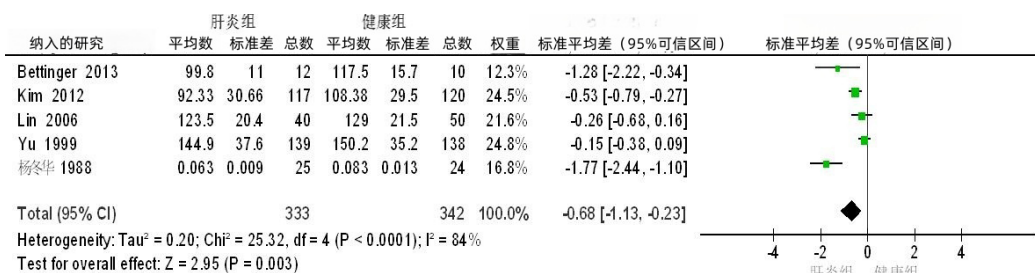 肝炎组 健康组
纳入的研究 平均数 标准差 总数 平均数 标准差 总数 权重 标准平均差（95%可信区间） 标准平均差（95%可信区间）
Bettinger 2013 99.8 11 12 117.5 15.7 10 12.3% -1.28 [-2.22, -0.34]
Kim 2012 92.33 30.66 117 108.38 29.5 120 24.5% -0.53 [-0.79, -0.27]
Lin 2006 123.5 20.4 40 129 21.5 50 21.6% -0.26 [-0.68, 0.16]
Yu 1999 144.9 37.6 139 150.2 35.2 138 24.8% -0.15 [-0.38, 0.09]
杨冬华 1988 0.063 0.009 25 0.083 0.013 24 16.8% -1.77 [-2.44, -1.10]
Total (95% CI) 333 342 100.0% -0.68 [-1.13, -0.23]
Heterogeneity: Tau² = 0.20; Chi² = 25.32, df = 4 (P < 0.0001); I² = 84%
Test for overall effect: Z = 2.95 (P = 0.003)
-4 -2 0 2 4
肝炎组 健康组